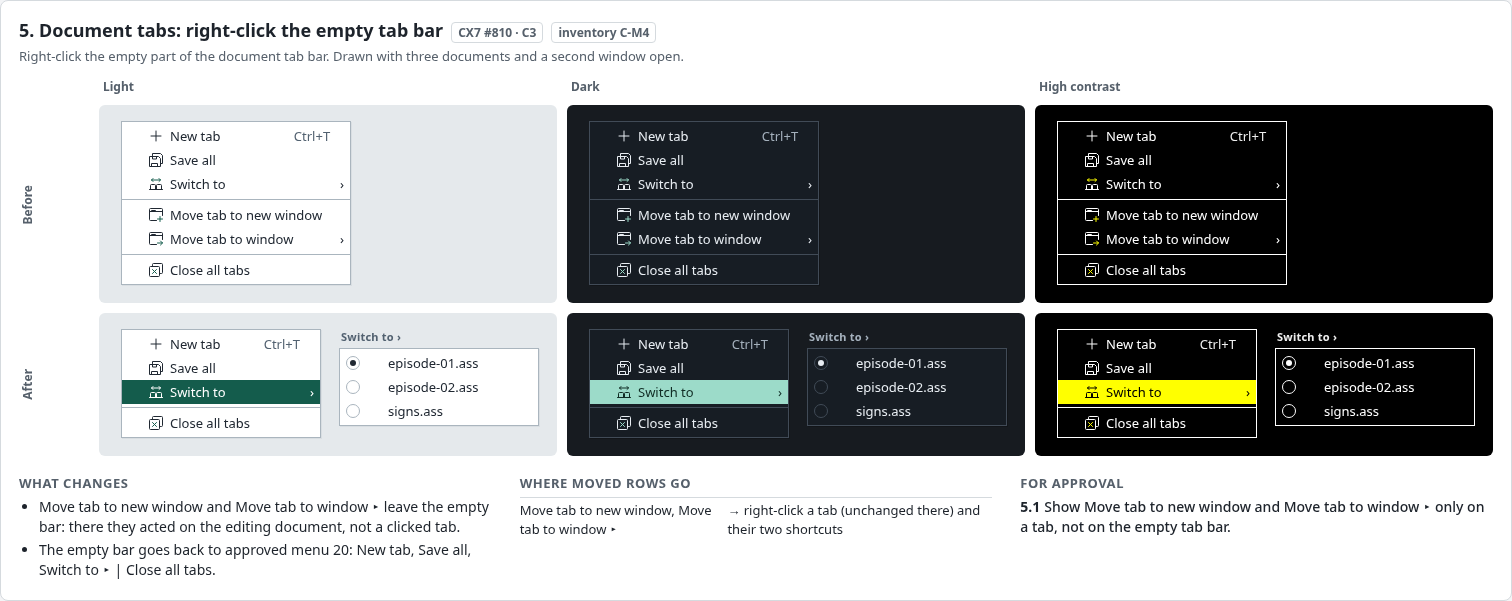 5. Document tabs: right-click the empty tab bar CX7 #810 · C3 inventory C-M4
Right-click the empty part of the document tab bar. Drawn with three documents and a second window open.
Light Dark High contrast
Before
New tab Ctrl+T
Save all
Switch to ›
Move tab to new window
Move tab to window ›
Close all tabs
New tab Ctrl+T
Save all
Switch to ›
Move tab to new window
Move tab to window ›
Close all tabs
New tab Ctrl+T
Save all
Switch to ›
Move tab to new window
Move tab to window ›
Close all tabs
After
New tab Ctrl+T
Save all
Switch to ›
Close all tabs
Switch to ›
episode-01.ass
episode-02.ass
signs.ass
New tab Ctrl+T
Save all
Switch to ›
Close all tabs
Switch to ›
episode-01.ass
episode-02.ass
signs.ass
New tab Ctrl+T
Save all
Switch to ›
Close all tabs
Switch to ›
episode-01.ass
episode-02.ass
signs.ass
WHAT CHANGES
• Move tab to new window and Move tab to window ‣ leave the empty
bar: there they acted on the editing document, not a clicked tab.
• The empty bar goes back to approved menu 20: New tab, Save all,
Switch to ‣ | Close all tabs.
WHERE MOVED ROWS GO
Move tab to new window, Move
tab to window ‣
→ right-click a tab (unchanged there) and
their two shortcuts
FOR APPROVAL
5.1 Show Move tab to new window and Move tab to window ‣ only on
a tab, not on the empty tab bar.